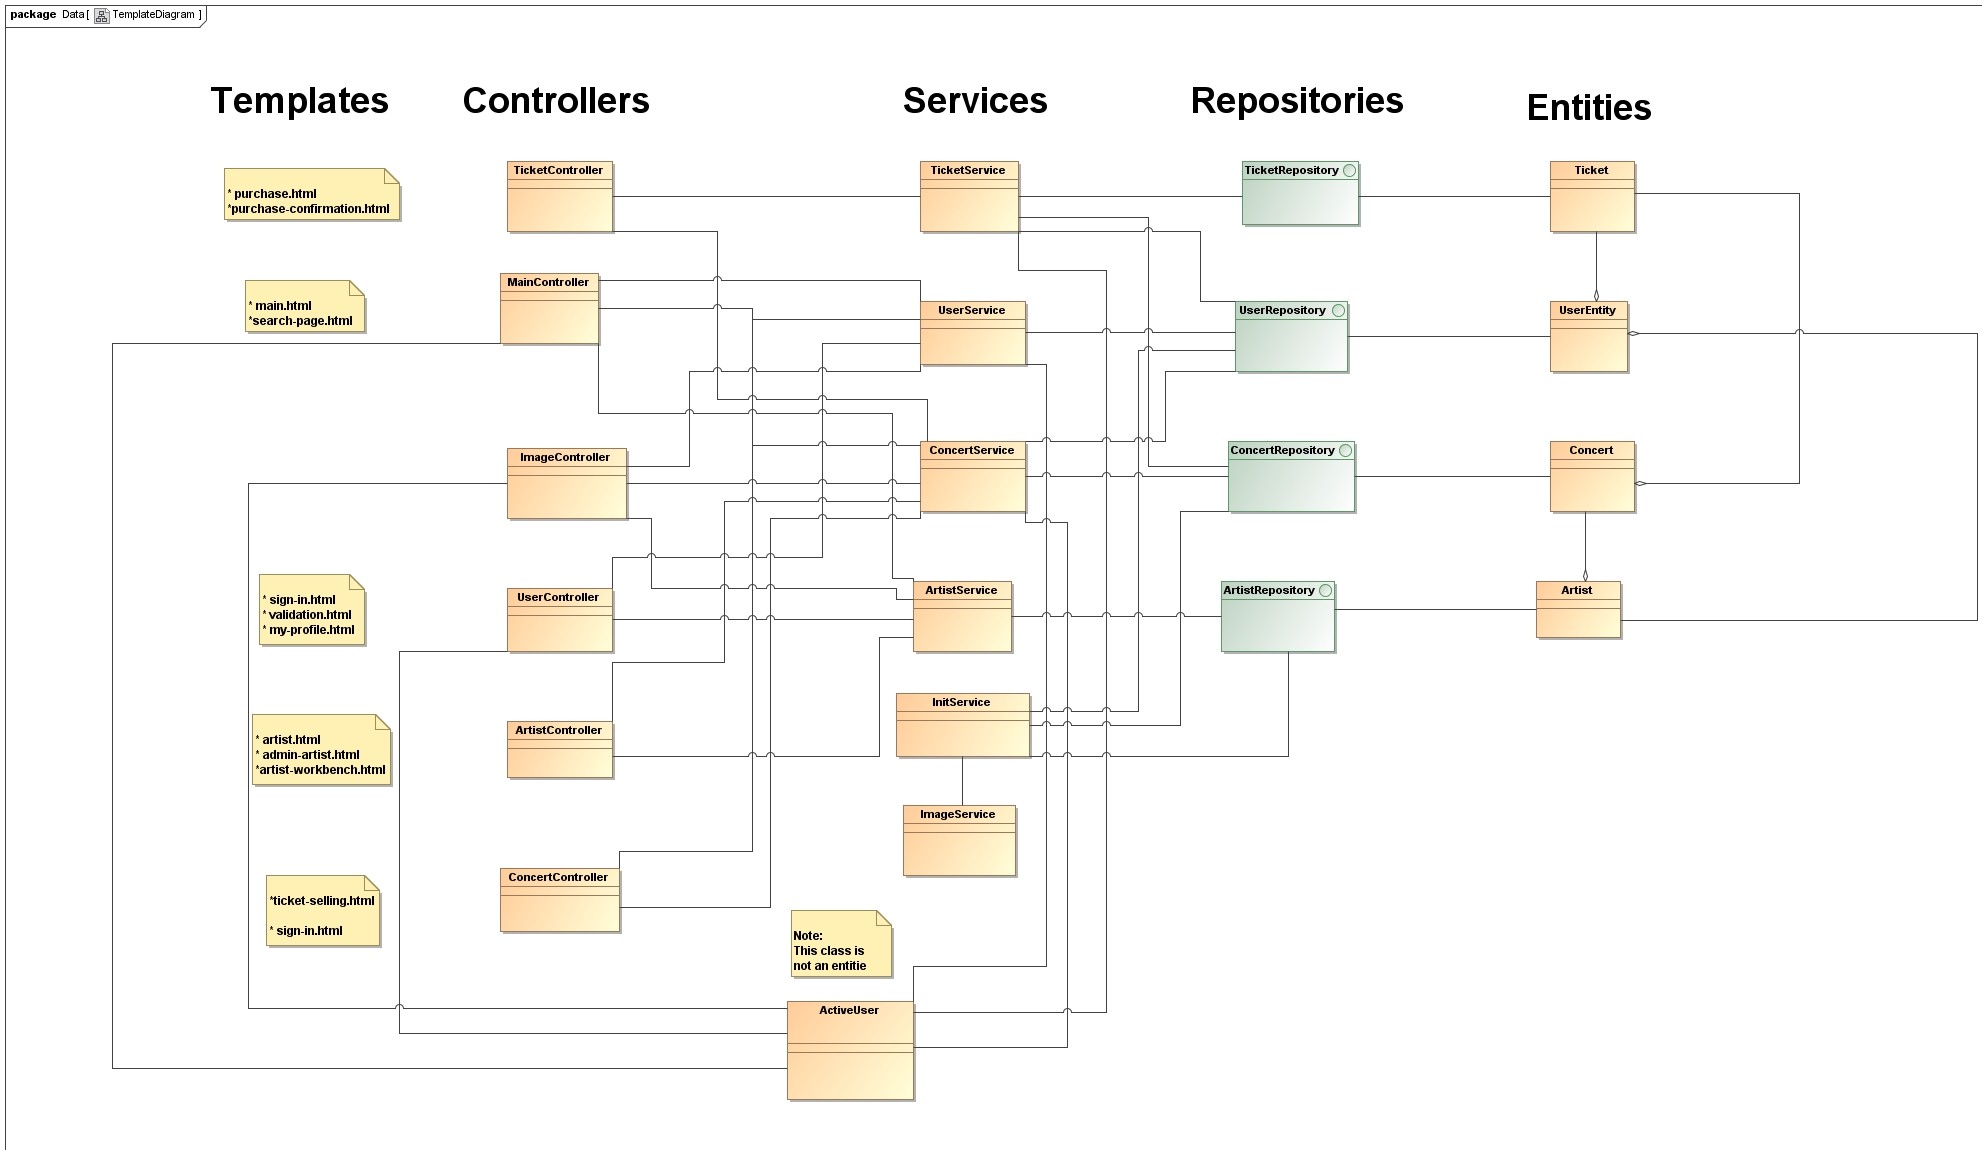 package Data [ TemplateDiagram ]
Templates
Controllers
Services
Repositories
Entities
* purchase.html
*purchase-confirmation.html
TicketController
TicketService
TicketRepository
Ticket
* main.html
*search-page.html
MainController
UserService
UserRepository
UserEntity
ImageController
ConcertService
ConcertRepository
Concert
* sign-in.html
* validation.html
* my-profile.html
UserController
ArtistService
ArtistRepository
Artist
* artist.html
* admin-artist.html
*artist-workbench.html
ArtistController
InitService
ImageService
*ticket-selling.html
* sign-in.html
ConcertController
Note:
This class is
not an entitie
ActiveUser